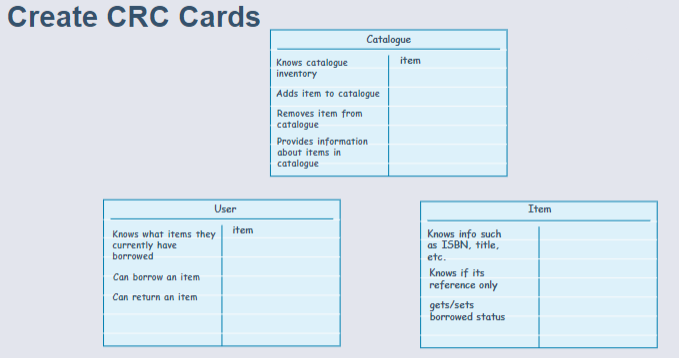 Create CRC Cards
Catalogue
Knows catalogue
inventory
item
Adds item to catalogue
Removes item from
catalogue
Provides information
about items in
catalogue
User
Knows what items they
currently have
borrowed
item
Can borrow an item
Can return an item
Item
Knows info such
as ISBN, title,
etc.
Knows if its
reference only
gets/sets
borrowed status